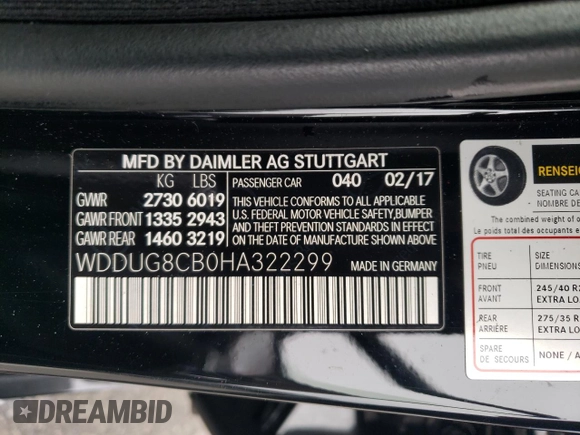 MFD BY DAIMLER AG STUTTGART
KG LBS
GVWR 2730 6019
GAWR FRONT 1335 2943
GAWR REAR 1460 3219
PASSENGER CAR 040 02/17
THIS VEHICLE CONFORMS TO ALL APPLICABLE
U.S. FEDERAL MOTOR VEHICLE SAFETY,BUMPER
AND THEFT PREVENTION STANDARDS IN EFFECT
ON THE DATE OF MANUFACTURE SHOWN ABOVE.
WDDUG8CB0HA322299
MADE IN GERMANY
SEATING
NOMBRE DE
The combined weight of
Le poids total des occupants
TIRE
PNEU
SIZE
DIMENSIONS
FRONT
AVANT
245/40
EXTRA
REAR
ARRIÈRE
275/35
EXTRA
SPARE
DE SECOURS
NONE /
DREAMBID